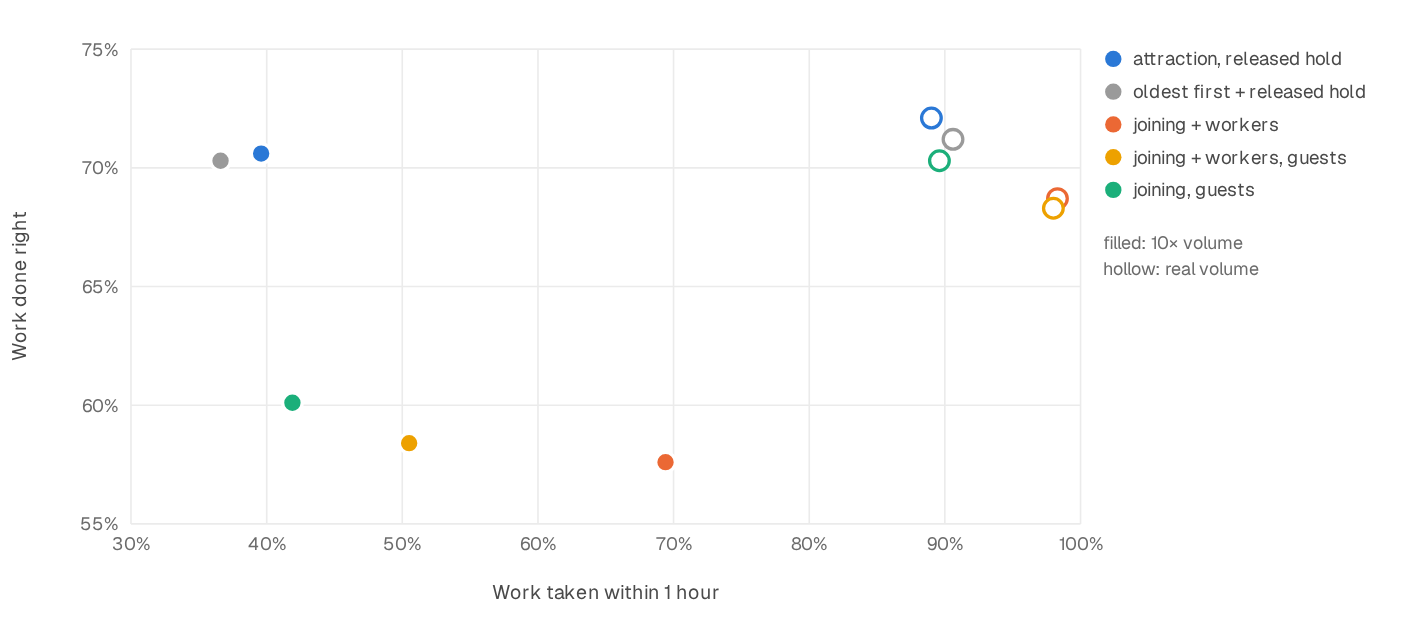 75%
70%
65%
60%
55%
30%
40%
50%
60%
70%
80%
90%
100%
Work done right
Work taken within 1 hour
attraction, released hold
oldest first + released hold
joining + workers
joining + workers, guests
joining, guests
filled: 10× volume
hollow: real volume